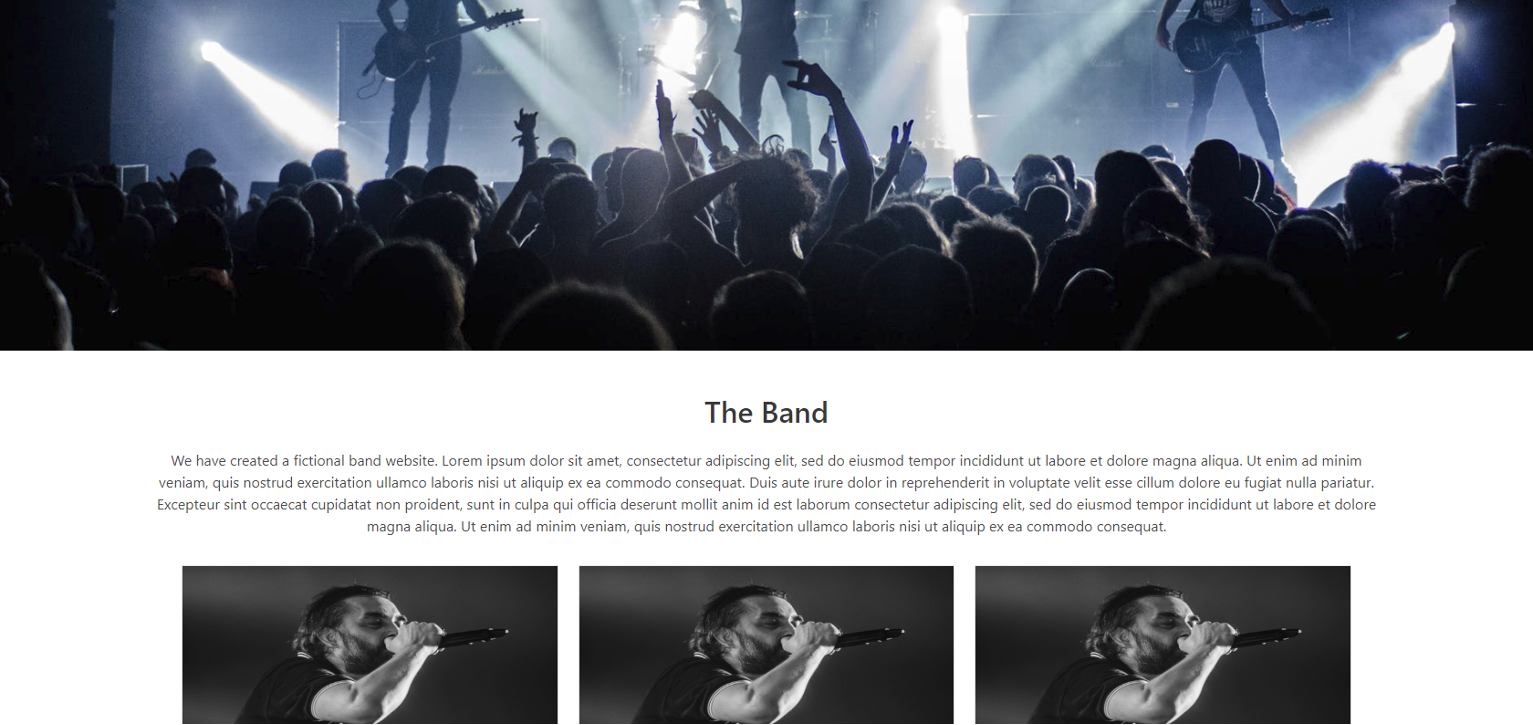 The Band
We have created a fictional band website. Lorem ipsum dolor sit amet, consectetur adipiscing elit, sed do eiusmod tempor incididunt ut labore et dolore magna aliqua. Ut enim ad minim
veniam, quis nostrud exercitation ullamco laboris nisi ut aliquip ex ea commodo consequat. Duis aute irure dolor in reprehenderit in voluptate velit esse cillum dolore eu fugiat nulla pariatur.
Excepteur sint occaecat cupidatat non proident, sunt in culpa qui officia deserunt mollit anim id est laborum consectetur adipiscing elit, sed do eiusmod tempor incididunt ut labore et dolore
magna aliqua. Ut enim ad minim veniam, quis nostrud exercitation ullamco laboris nisi ut aliquip ex ea commodo consequat.